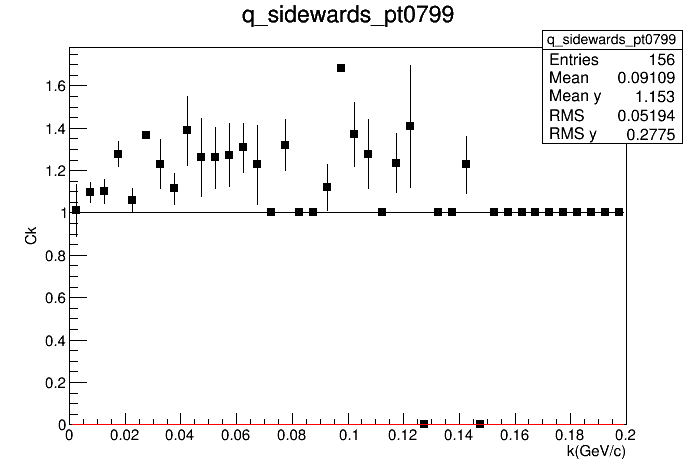 q_sidewards_pt0799
q_sidewards_pt0799
Entries 156
Mean 0.09109
Mean y 1.153
RMS 0.05194
RMS y 0.2775
Ck
1.6
1.4
1.2
1
0.8
0.6
0.4
0.2
0
0 0.02 0.04 0.06 0.08 0.1 0.12 0.14 0.16 0.18 0.2
k(GeV/c)